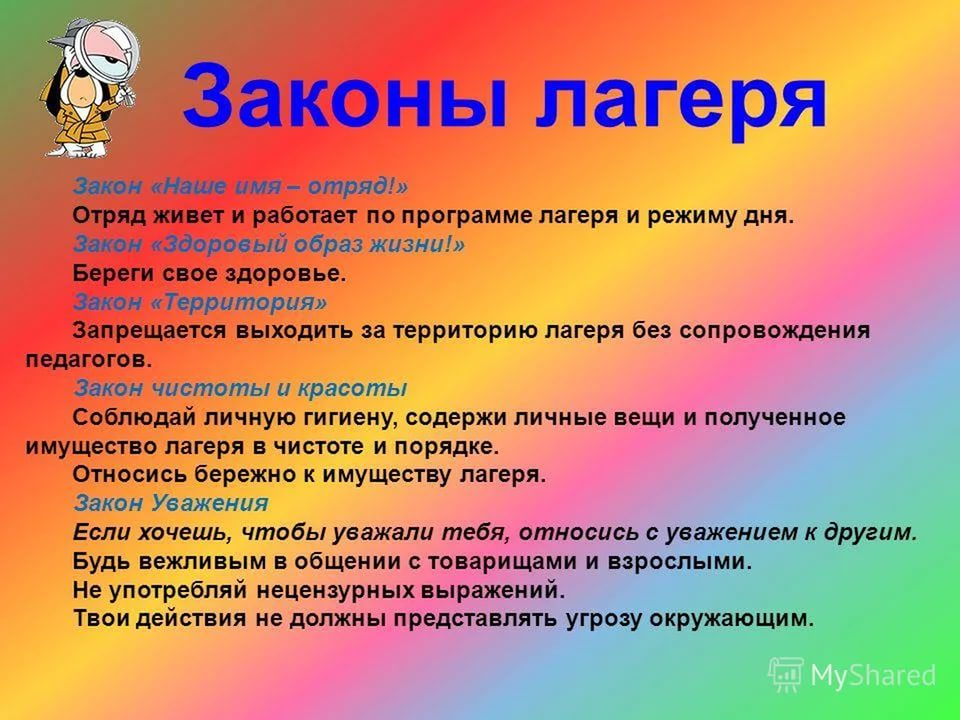 Законы лагеря
Закон «Наше имя – отряд!»
Отряд живет и работает по программе лагеря и режиму дня.
Закон «Здоровый образ жизни!»
Береги свое здоровье.
Закон «Территория»
Запрещается выходить за территорию лагеря без сопровождения
педагогов.
Закон чистоты и красоты
Соблюдай личную гигиену, содержи личные вещи и полученное
имущество лагеря в чистоте и порядке.
Относись бережно к имуществу лагеря.
Закон Уважения
Если хочешь, чтобы уважали тебя, относись с уважением к другим.
Будь вежливым в общении с товарищами и взрослыми.
Не употребляй нецензурных выражений.
Твои действия не должны представлять угрозу окружающим.
MyShared